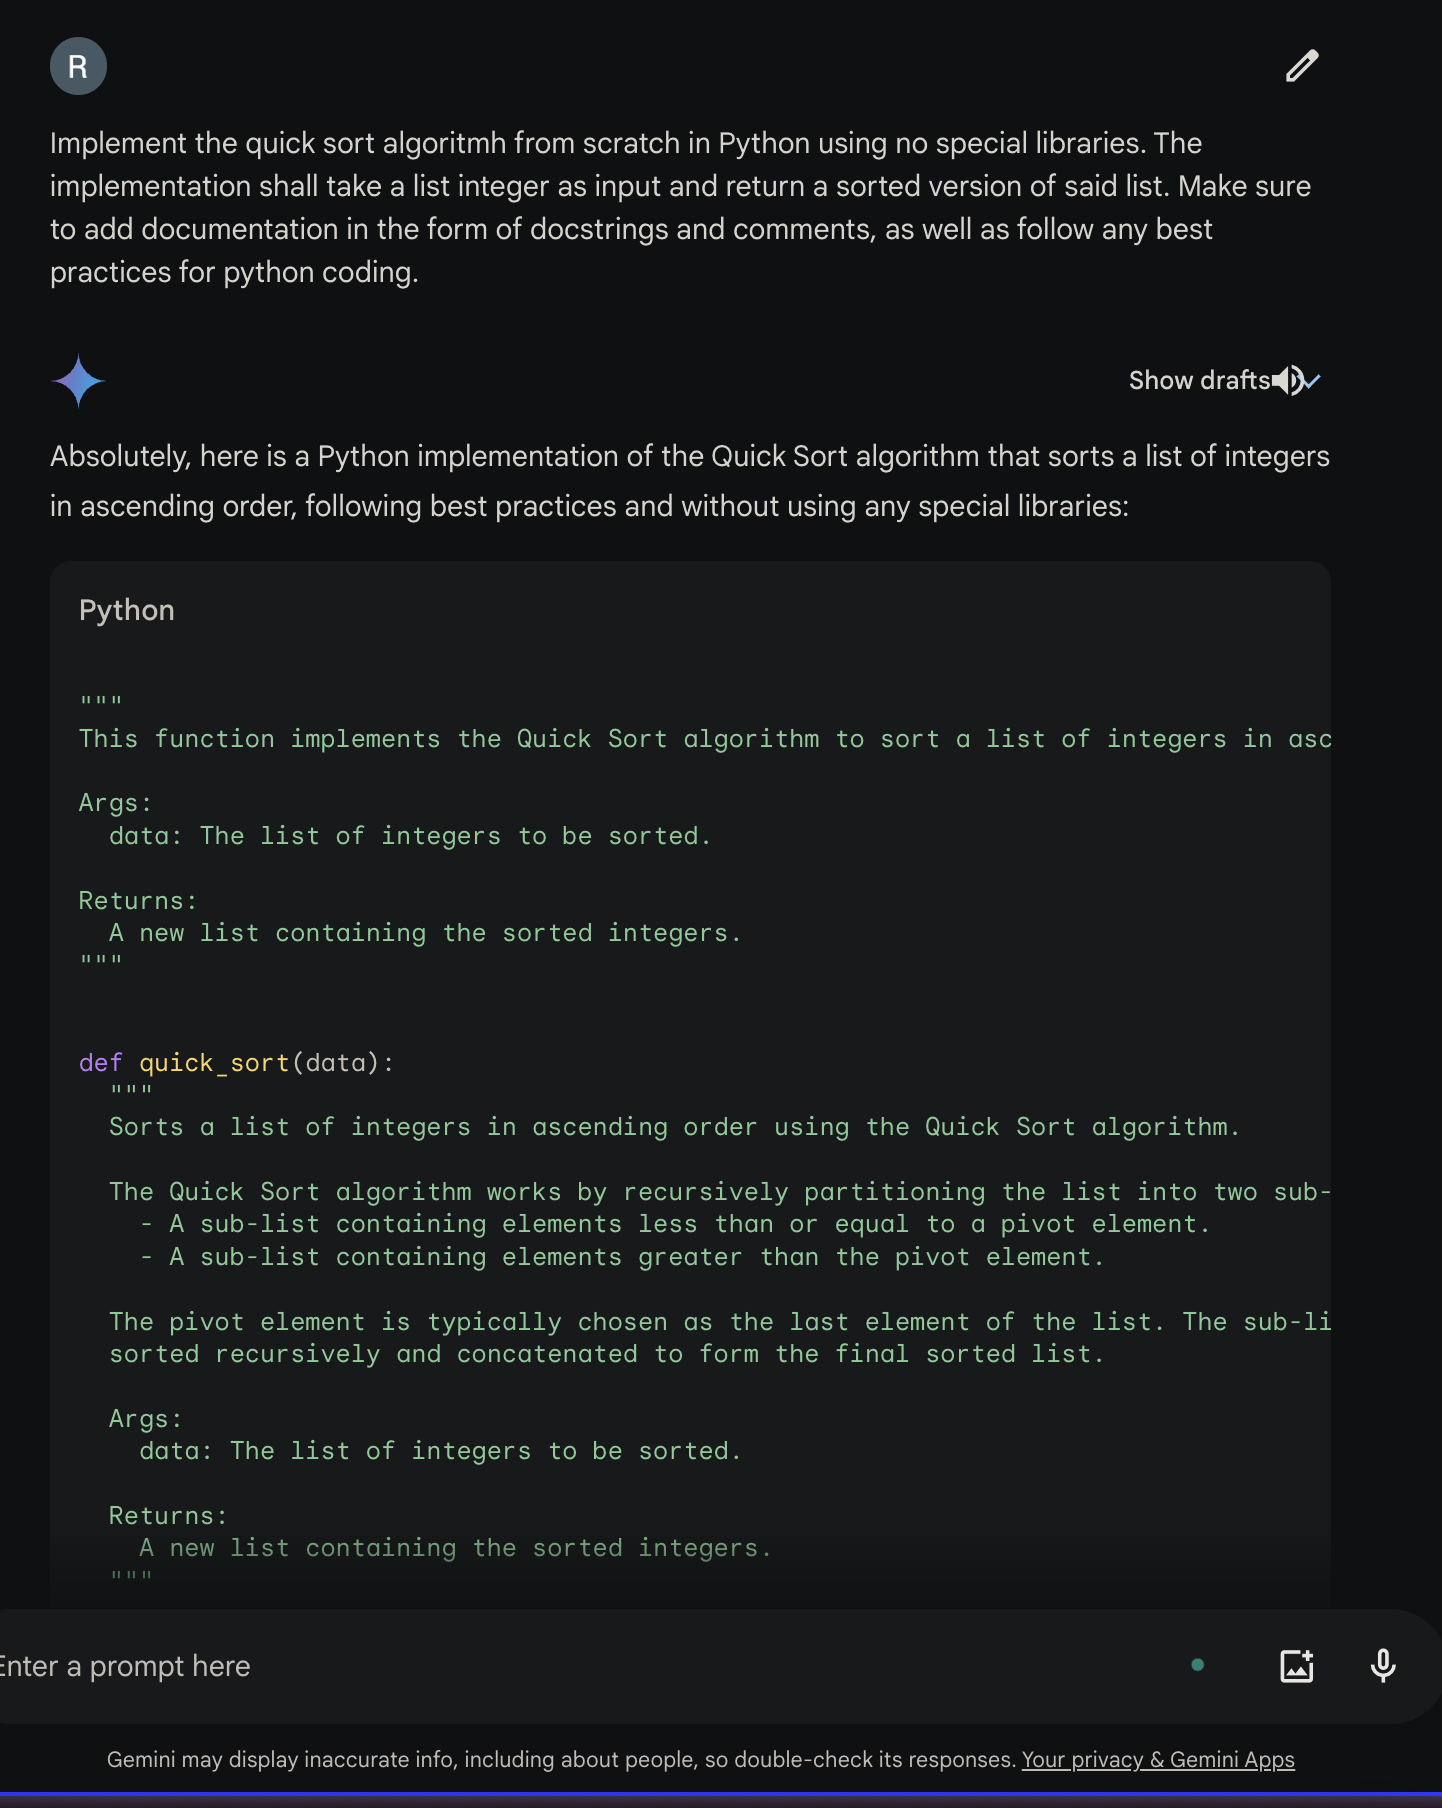 R
Implement the quick sort algoritmh from scratch in Python using no special libraries. The
implementation shall take a list integer as input and return a sorted version of said list. Make sure
to add documentation in the form of docstrings and comments, as well as follow any best
practices for python coding.
Show drafts
Absolutely, here is a Python implementation of the Quick Sort algorithm that sorts a list of integers
in ascending order, following best practices and without using any special libraries:
Python
"""
This function implements the Quick Sort algorithm to sort a list of integers in asc
Args:
  data: The list of integers to be sorted.
Returns:
  A new list containing the sorted integers.
"""
def quick_sort(data):
  """
  Sorts a list of integers in ascending order using the Quick Sort algorithm.
  The Quick Sort algorithm works by recursively partitioning the list into two sub-
    - A sub-list containing elements less than or equal to a pivot element.
    - A sub-list containing elements greater than the pivot element.
  The pivot element is typically chosen as the last element of the list. The sub-li
  sorted recursively and concatenated to form the final sorted list.
  Args:
    data: The list of integers to be sorted.
  Returns:
    A new list containing the sorted integers.
  """
Enter a prompt here
Gemini may display inaccurate info, including about people, so double-check its responses. Your privacy & Gemini Apps